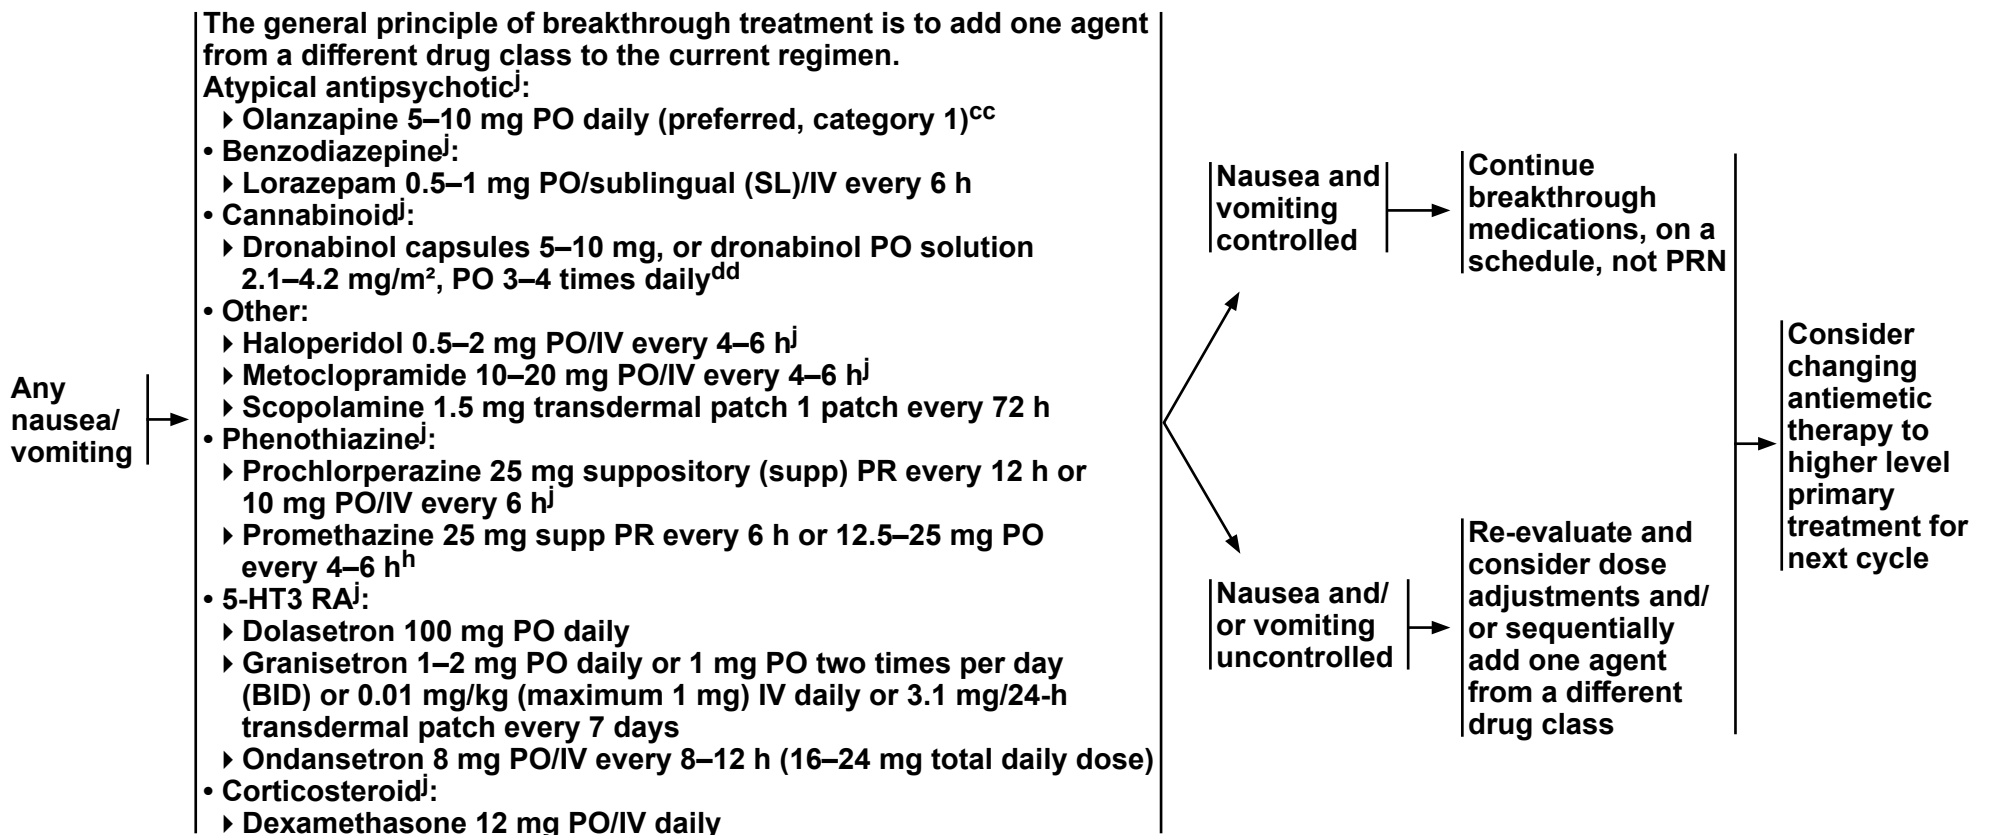 Any
nausea/
vomiting
The general principle of breakthrough treatment is to add one agent
from a different drug class to the current regimen.
Atypical antipsychoticj:
▸ Olanzapine 5–10 mg PO daily (preferred, category 1)cc
• Benzodiazepinej:
▸ Lorazepam 0.5–1 mg PO/sublingual (SL)/IV every 6 h
• Cannabinoidj:
▸ Dronabinol capsules 5–10 mg, or dronabinol PO solution
2.1–4.2 mg/m², PO 3–4 times dailydd
• Other:
▸ Haloperidol 0.5–2 mg PO/IV every 4–6 hj
▸ Metoclopramide 10–20 mg PO/IV every 4–6 hj
▸ Scopolamine 1.5 mg transdermal patch 1 patch every 72 h
• Phenothiazinej:
▸ Prochlorperazine 25 mg suppository (supp) PR every 12 h or
10 mg PO/IV every 6 hj
▸ Promethazine 25 mg supp PR every 6 h or 12.5–25 mg PO
every 4–6 hh
• 5-HT3 RAj:
▸ Dolasetron 100 mg PO daily
▸ Granisetron 1–2 mg PO daily or 1 mg PO two times per day
(BID) or 0.01 mg/kg (maximum 1 mg) IV daily or 3.1 mg/24-h
transdermal patch every 7 days
▸ Ondansetron 8 mg PO/IV every 8–12 h (16–24 mg total daily dose)
• Corticosteroidj:
▸ Dexamethasone 12 mg PO/IV daily
Nausea and
vomiting
controlled
Continue
breakthrough
medications, on a
schedule, not PRN
Nausea and/
or vomiting
uncontrolled
Re-evaluate and
consider dose
adjustments and/
or sequentially
add one agent
from a different
drug class
Consider
changing
antiemetic
therapy to
higher level
primary
treatment for
next cycle